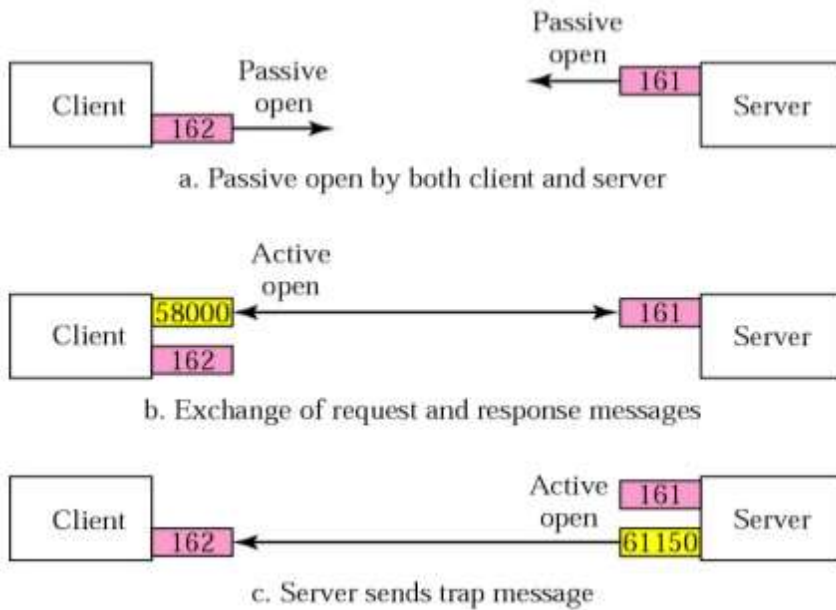 Passive
open
Passive
open
Client
162
161
Server
a. Passive open by both client and server
Active
open
58000
161
Client
162
Server
b. Exchange of request and response messages
Active
open
161
Client
Server
162
61150
c. Server sends trap message